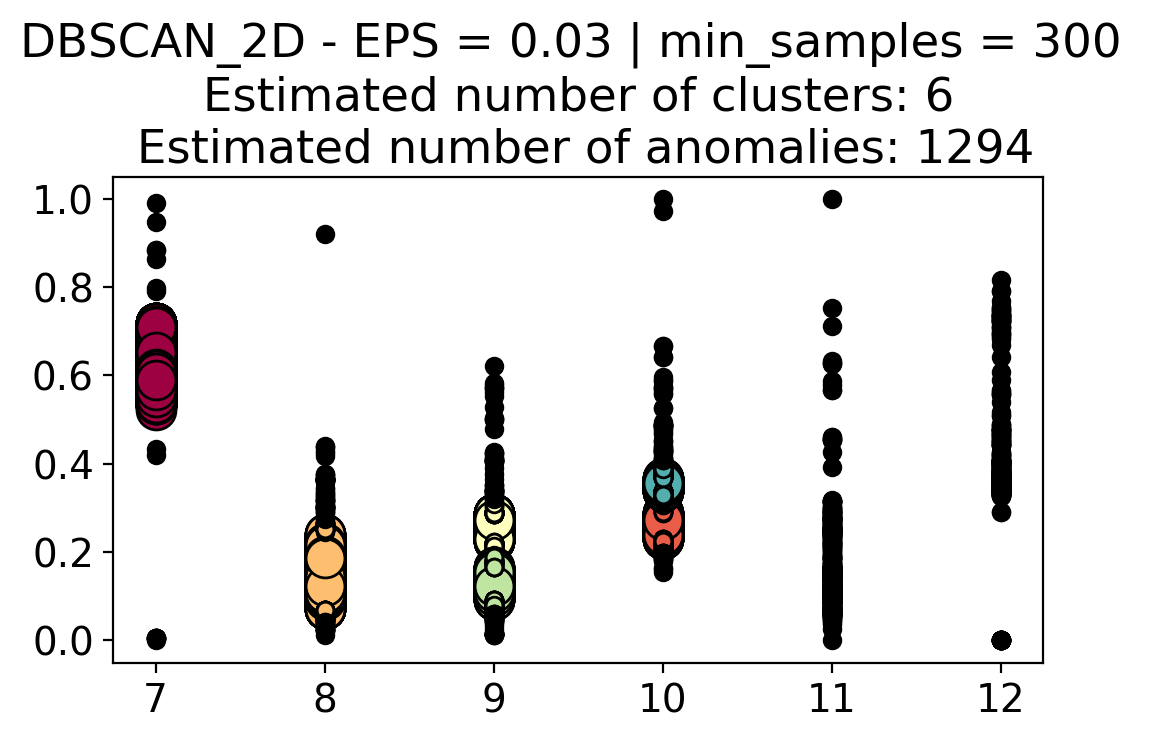 DBSCAN_2D - EPS = 0.03 | min_samples = 300
Estimated number of clusters: 6
Estimated number of anomalies: 1294
1.0
0.8
0.6
0.4
0.2
0.0
7 8 9 10 11 12